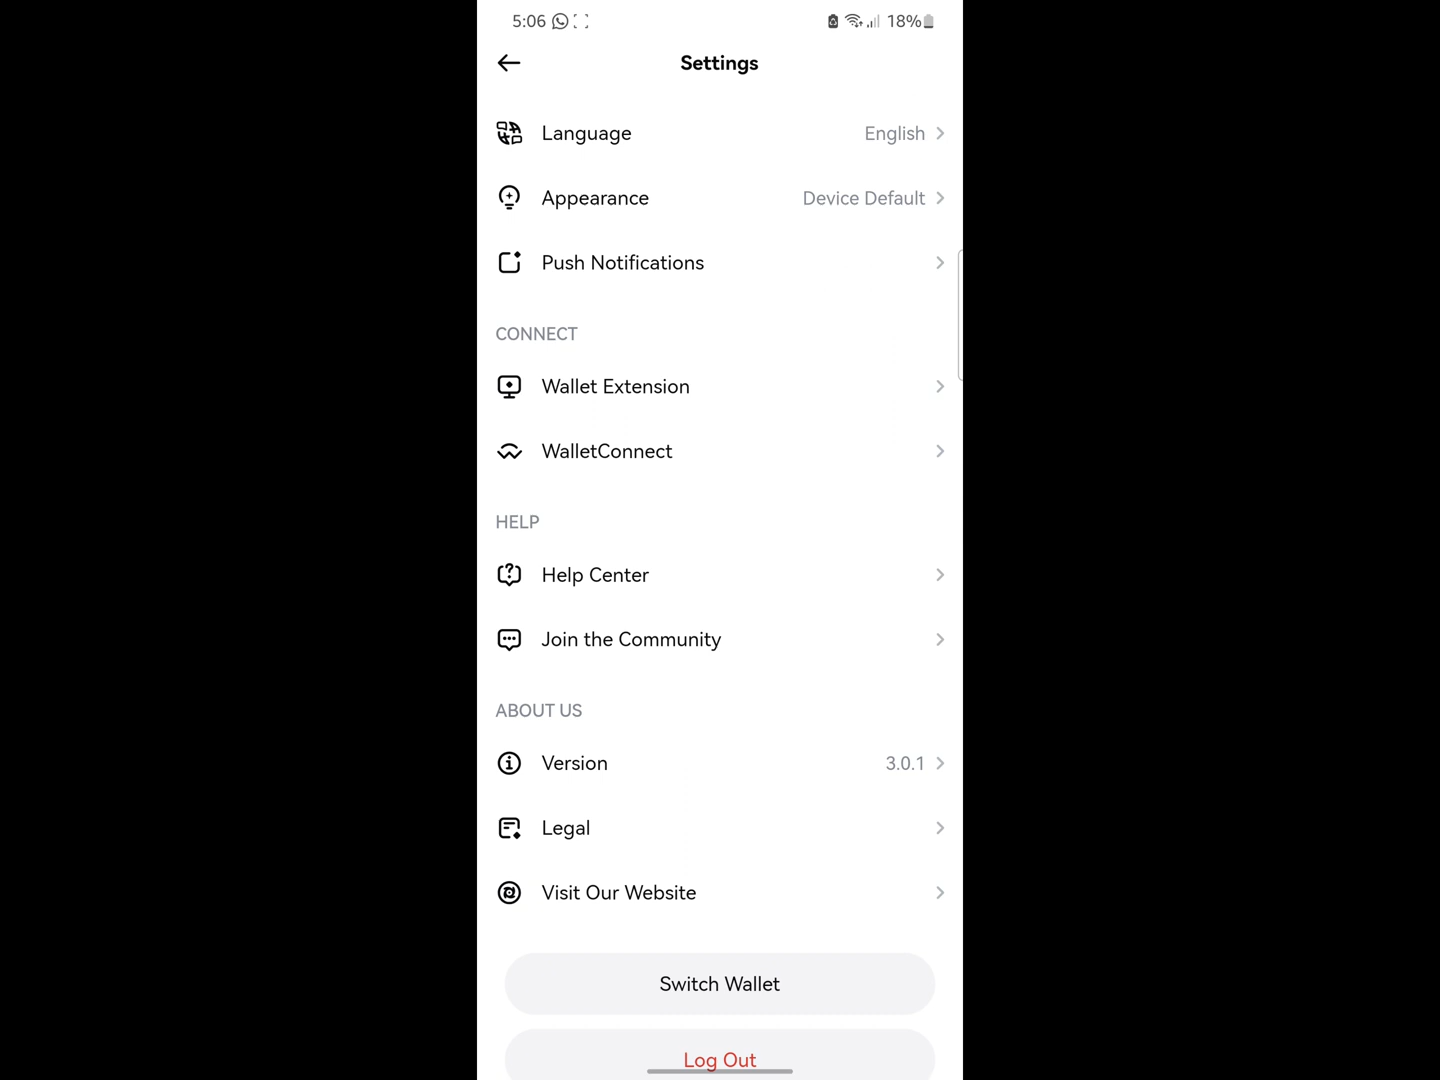 5:06 18%
Settings
Language English
Appearance Device Default
Push Notifications
CONNECT
Wallet Extension
WalletConnect
HELP
Help Center
Join the Community
ABOUT US
Version 3.0.1
Legal
Visit Our Website
Switch Wallet
Log Out